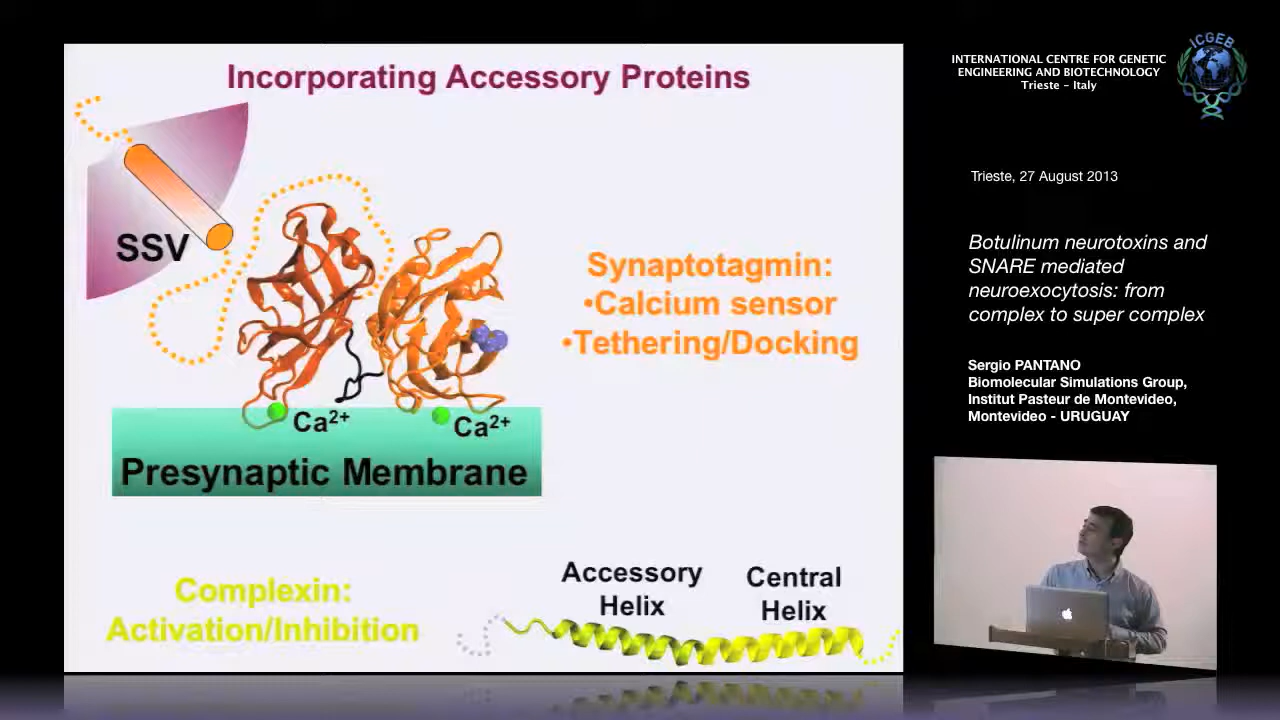 Incorporating Accessory Proteins
SSV
Synaptotagmin:
•Calcium sensor
•Tethering/Docking
Ca²⁺
Ca²⁺
Presynaptic Membrane
Complexin:
Activation/Inhibition
Accessory
Helix
Central
Helix
INTERNATIONAL CENTRE FOR GENETIC
ENGINEERING AND BIOTECHNOLOGY
Trieste - Italy
ICGEB
Trieste, 27 August 2013
Botulinum neurotoxins and
SNARE mediated
neuroexocytosis: from
complex to super complex
Sergio PANTANO
Biomolecular Simulations Group,
Institut Pasteur de Montevideo,
Montevideo - URUGUAY